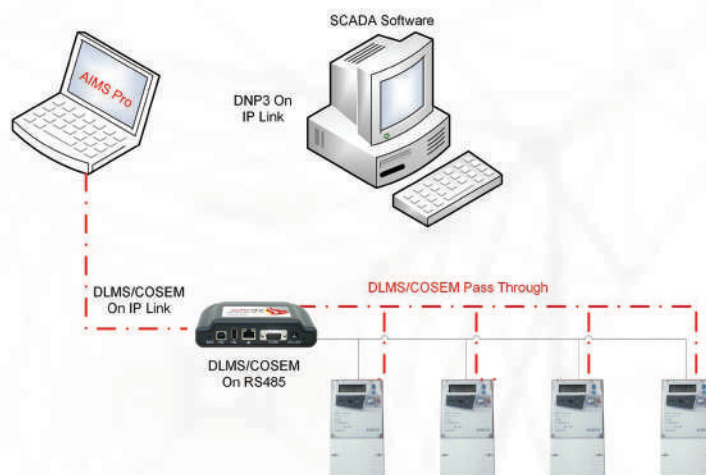 SCADA Software
AIMS Pro
DNP3 On
IP Link
DLMS/COSEM Pass Through
DLMS/COSEM
On IP Link
DLMS/COSEM
On RS485